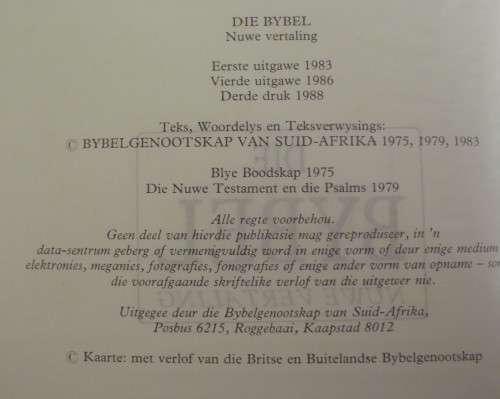 DIE BYBEL
Nuwe vertaling
Eerste uitgawe 1983
Vierde uitgawe 1986
Derde druk 1988
Teks, Woordelys en Teksverwysings:
© BYBELGENOOTSKAP VAN SUID-AFRIKA 1975, 1979, 1983
Blye Boodskap 1975
Die Nuwe Testament en die Psalms 1979
Alle regte voorbehou.
Geen deel van hierdie publikasie mag gereproduseer, in 'n
data-sentrum geberg of vermenigvuldig word in enige vorm of deur enige medium
elektronies, meganies, fotografies, fonografies of enige ander vorm van opname –
die voorafgaande skriftelike verlof van die uitgewer nie.
Uitgegee deur die Bybelgenootskap van Suid-Afrika,
Posbus 6215, Roggebaai, Kaapstad 8012
© Kaarte: met verlof van die Britse en Buitelandse Bybelgenootskap